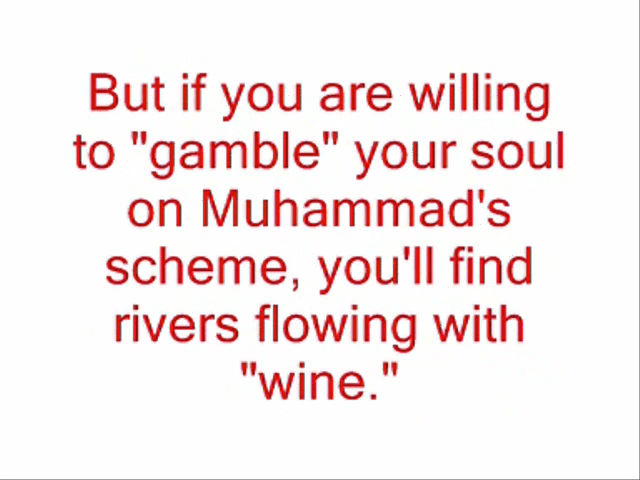 But if you are willing
to "gamble" your soul
on Muhammad's
scheme, you'll find
rivers flowing with
"wine."